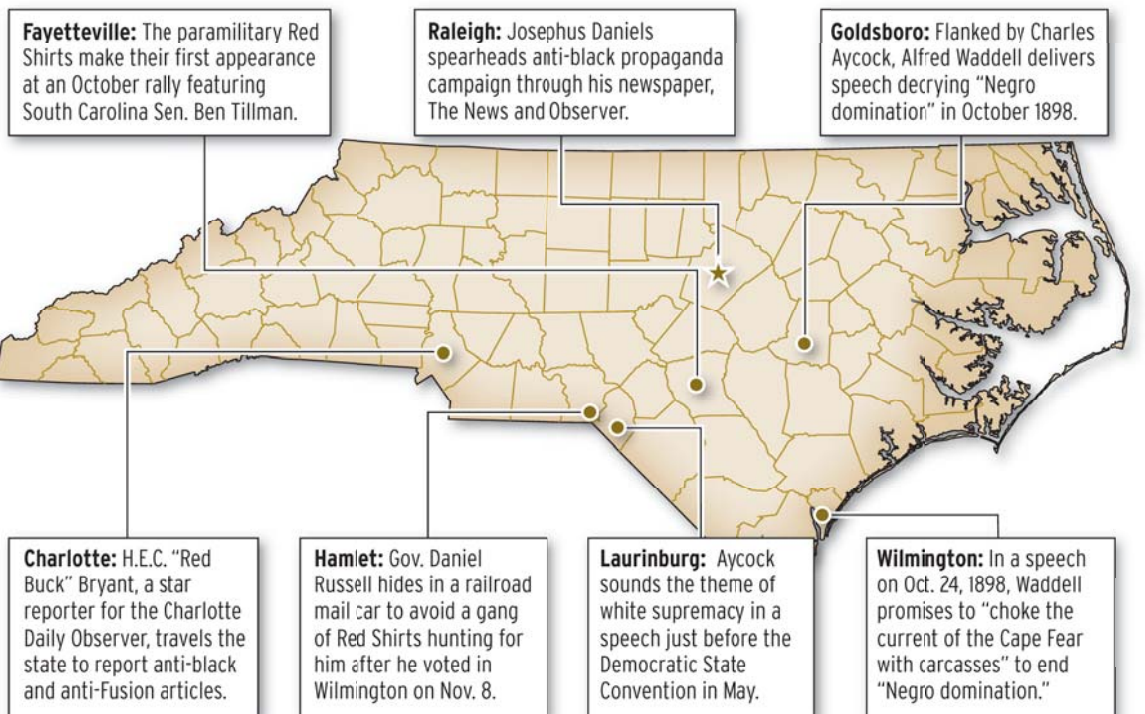 Fayetteville: The paramilitary Red
Shirts make their first appearance
at an October rally featuring
South Carolina Sen. Ben Tillman.
Raleigh: Josephus Daniels
spearheads anti-black propaganda
campaign through his newspaper,
The News and Observer.
Goldsboro: Flanked by Charles
Aycock, Alfred Waddell delivers
speech decrying “Negro
domination” in October 1898.
Charlotte: H.E.C. “Red
Buck” Bryant, a star
reporter for the Charlotte
Daily Observer, travels the
state to report anti-black
and anti-Fusion articles.
Hamlet: Gov. Daniel
Russell hides in a railroad
mail car to avoid a gang
of Red Shirts hunting for
him after he voted in
Wilmington on Nov. 8.
Laurinburg: Aycock
sounds the theme of
white supremacy in a
speech just before the
Democratic State
Convention in May.
Wilmington: In a speech
on Oct. 24, 1898, Waddell
promises to “choke the
current of the Cape Fear
with carcasses” to end
“Negro domination.”